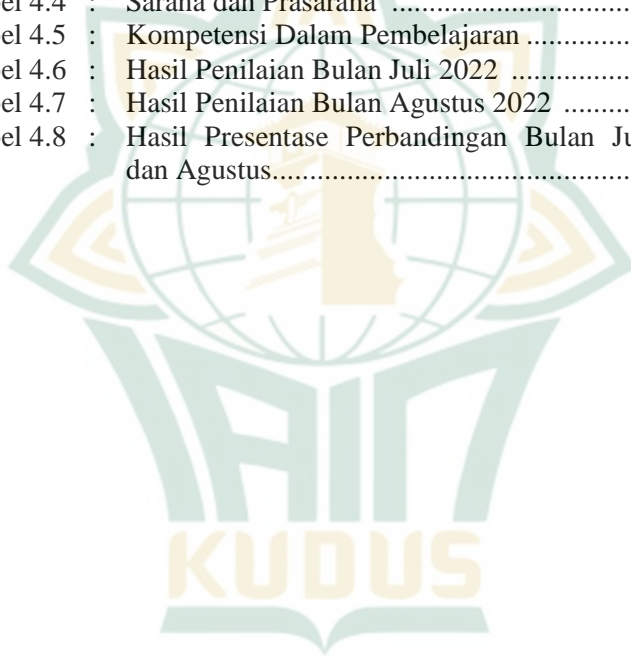 el 4.4 : Sarana dan Prasarana ....................................
el 4.5 : Kompetensi Dalam Pembelajaran ...............
el 4.6 : Hasil Penilaian Bulan Juli 2022 .................
el 4.7 : Hasil Penilaian Bulan Agustus 2022 ..........
el 4.8 : Hasil Presentase Perbandingan Bulan Ju
dan Agustus....................................................
IAIN
KUDUS